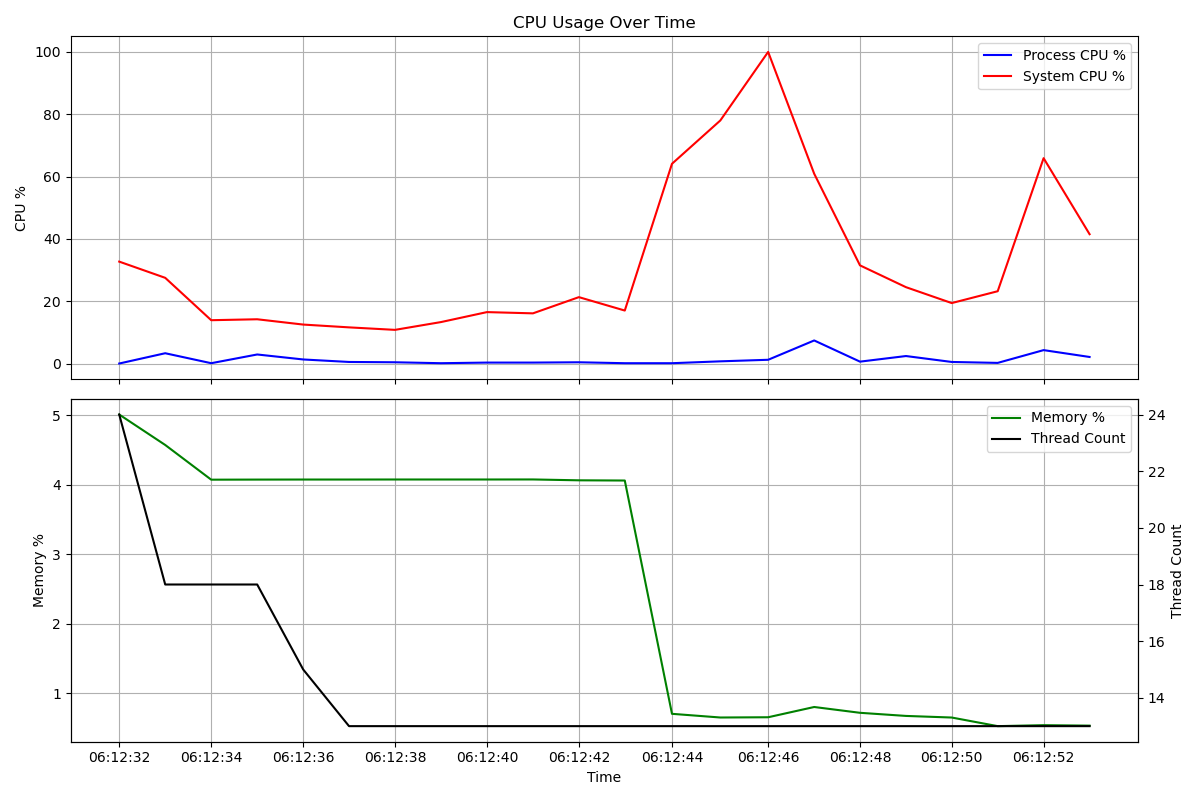 CPU Usage Over Time
100
80
60
40
20
0
CPU %
Process CPU %
System CPU %
5
4
3
2
1
Memory %
Memory %
Thread Count
24
22
20
18
16
14
Thread Count
06:12:32 06:12:34 06:12:36 06:12:38 06:12:40 06:12:42 06:12:44 06:12:46 06:12:48 06:12:50 06:12:52
Time